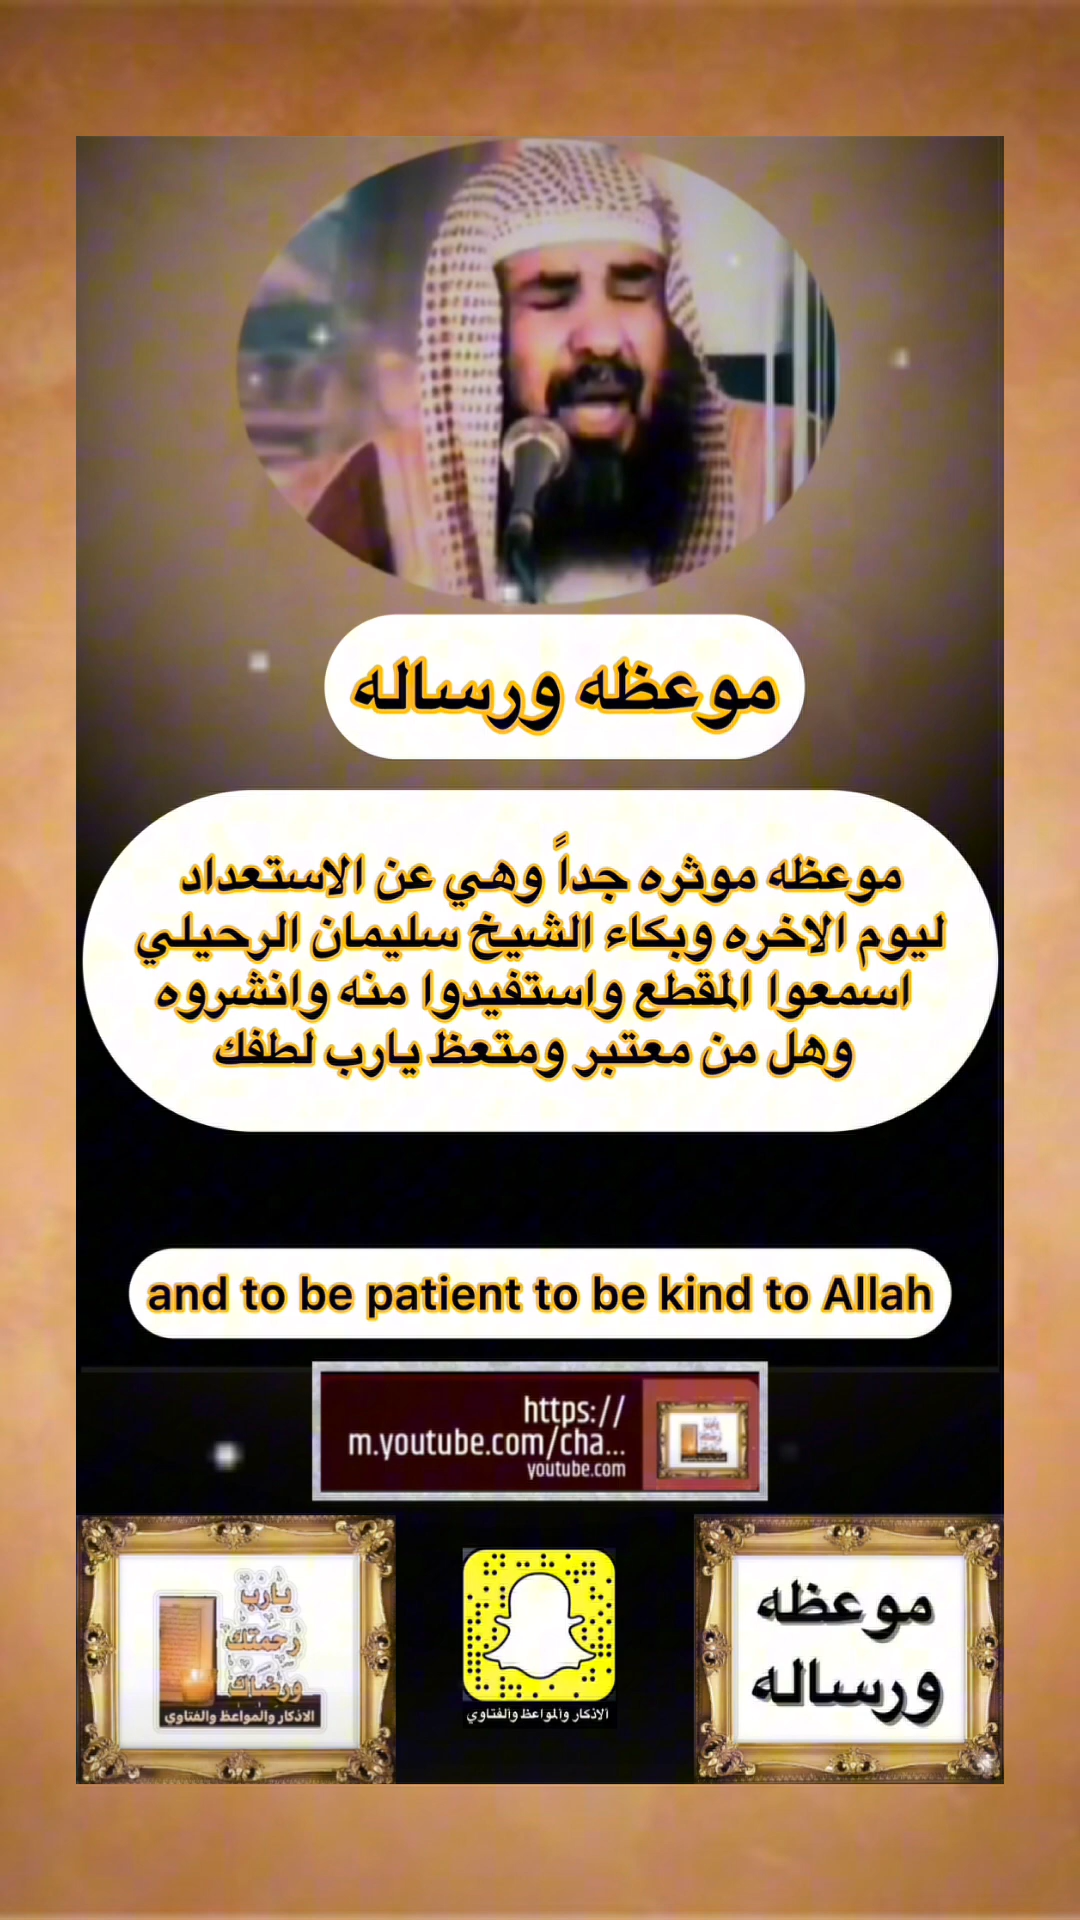 موعظه ورساله
موعظه موثره جداً وهي عن الاستعداد
ليوم الاخره وبكاء الشيخ سليمان الرحيلي
اسمعوا المقطع واستفيدوا منه وانشروه
وهل من معتبر ومتعظ يارب لطفك
and to be patient to be kind to Allah
https://
m.youtube.com/cha...
youtube.com
يارب
رحمتك
ورضاك
الاذكار والمواعظ والفتاوي
الاذكار والمواعظ والفتاوي
موعظه
ورساله